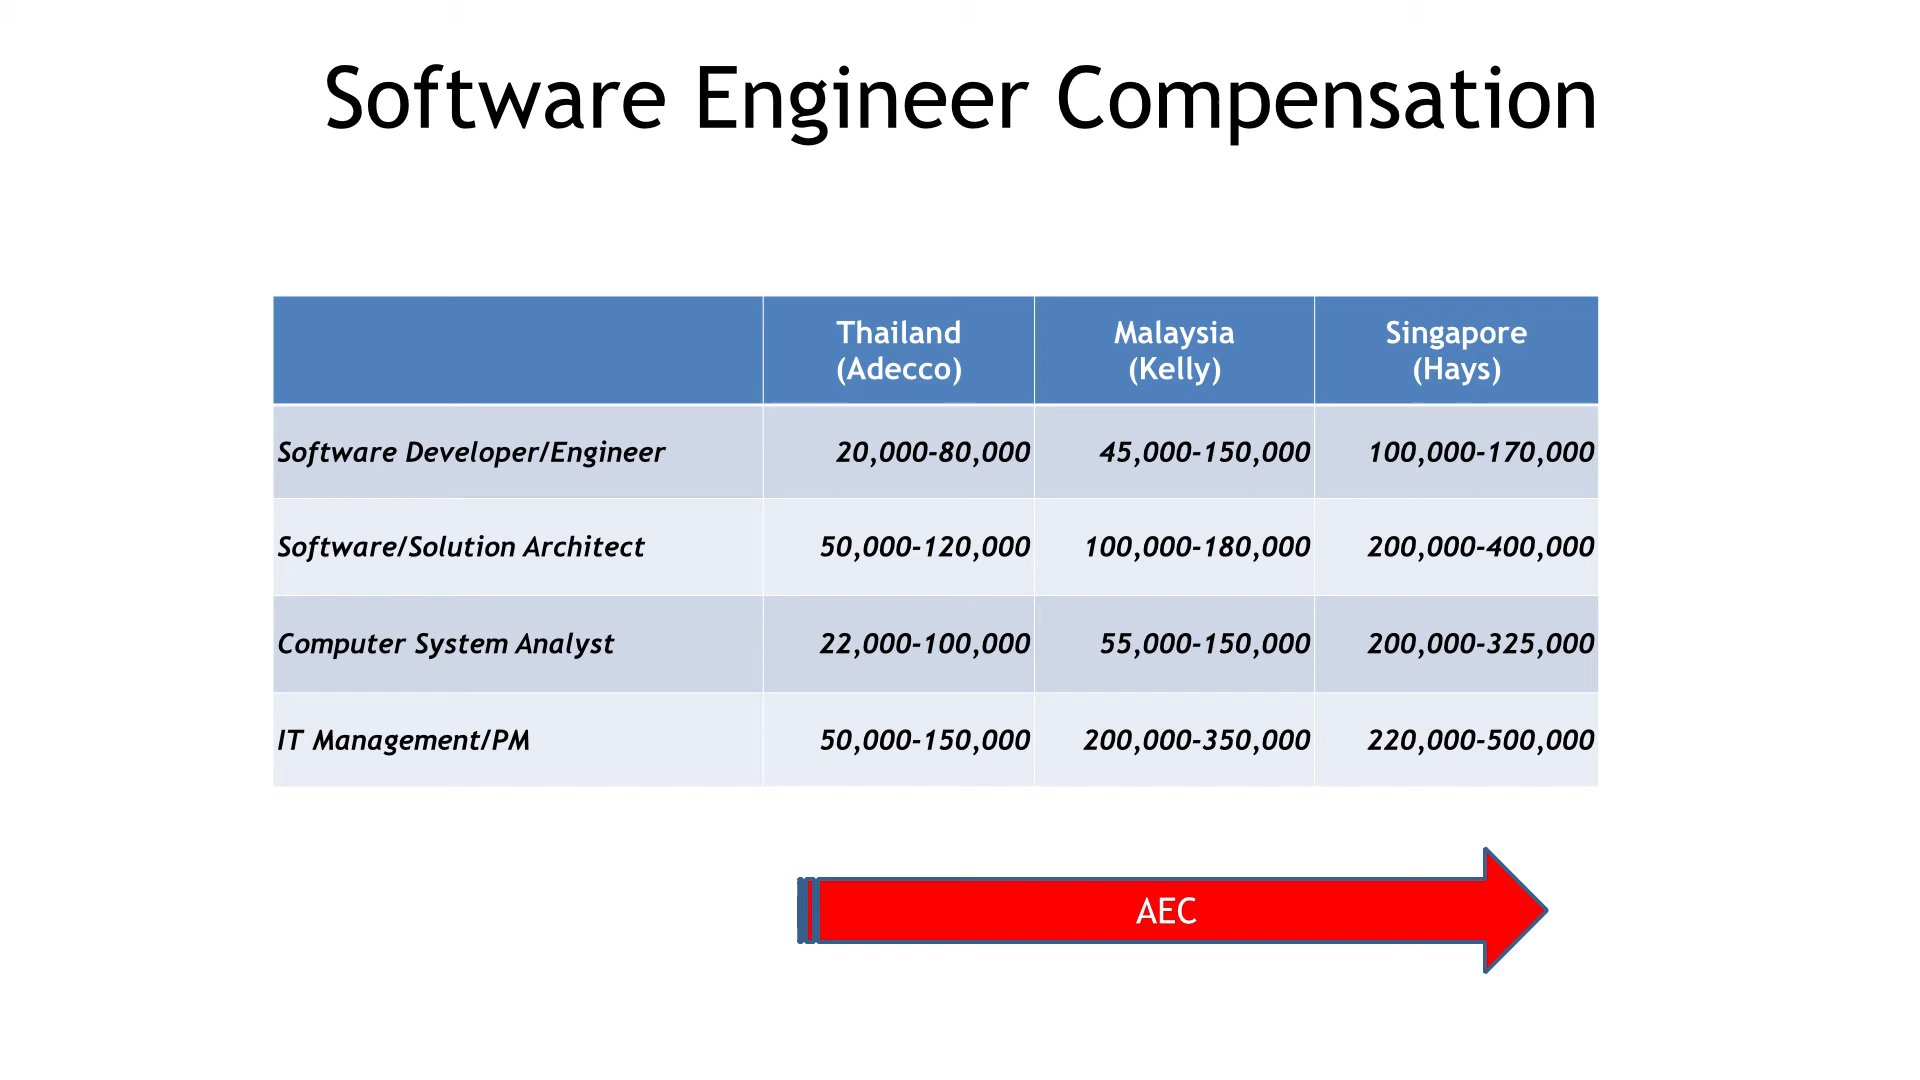 Software Engineer Compensation
Thailand Malaysia Singapore
(Adecco) (Kelly) (Hays)
Software Developer/Engineer 20,000-80,000 45,000-150,000 100,000-170,000
Software/Solution Architect 50,000-120,000 100,000-180,000 200,000-400,000
Computer System Analyst 22,000-100,000 55,000-150,000 200,000-325,000
IT Management/PM 50,000-150,000 200,000-350,000 220,000-500,000
AEC